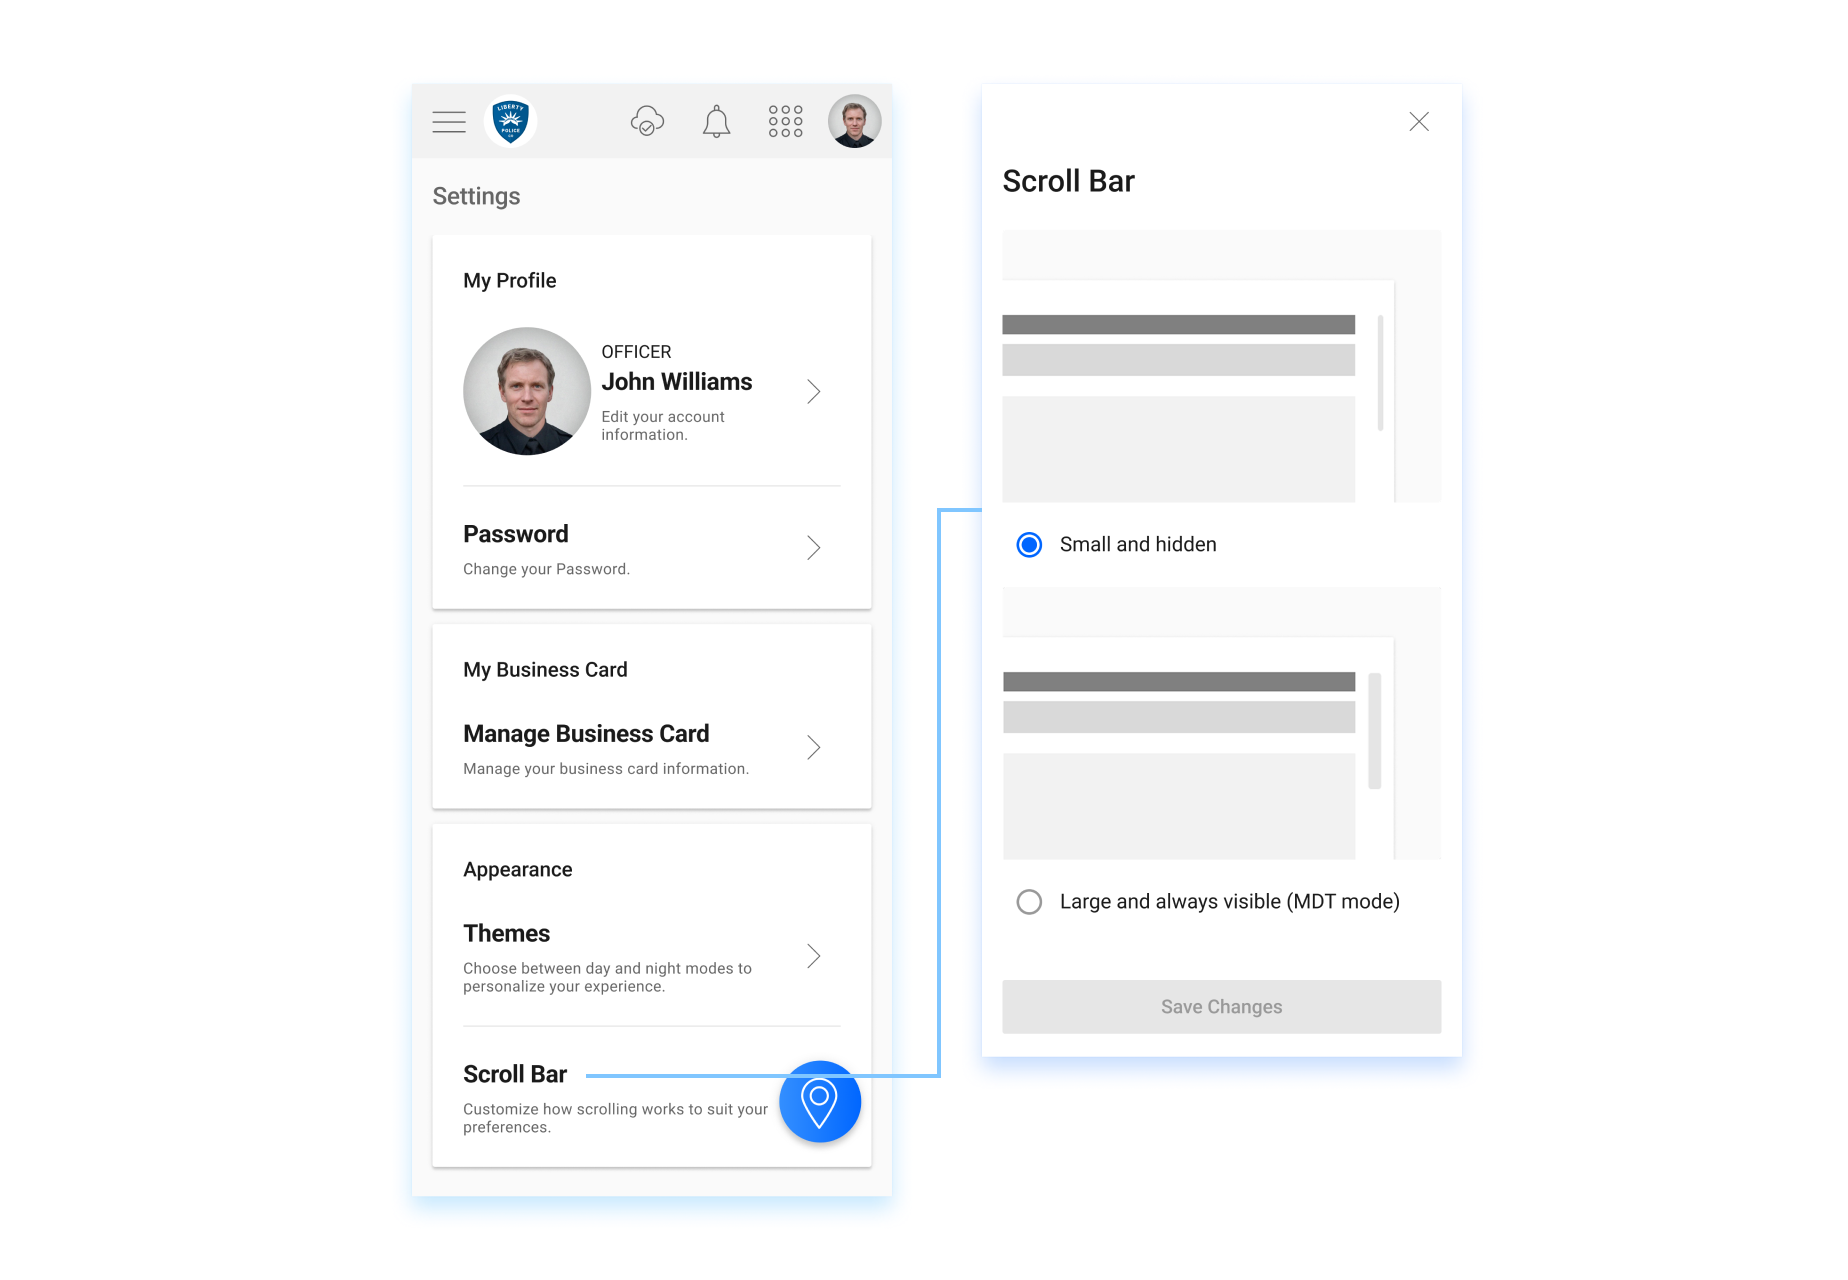 LIBERTY
POLICE
CO
Settings
My Profile
OFFICER
John Williams
Edit your account
information.
Password
Change your Password.
My Business Card
Manage Business Card
Manage your business card information.
Appearance
Themes
Choose between day and night modes to
personalize your experience.
Scroll Bar
Customize how scrolling works to suit your
preferences.
Scroll Bar
Small and hidden
Large and always visible (MDT mode)
Save Changes